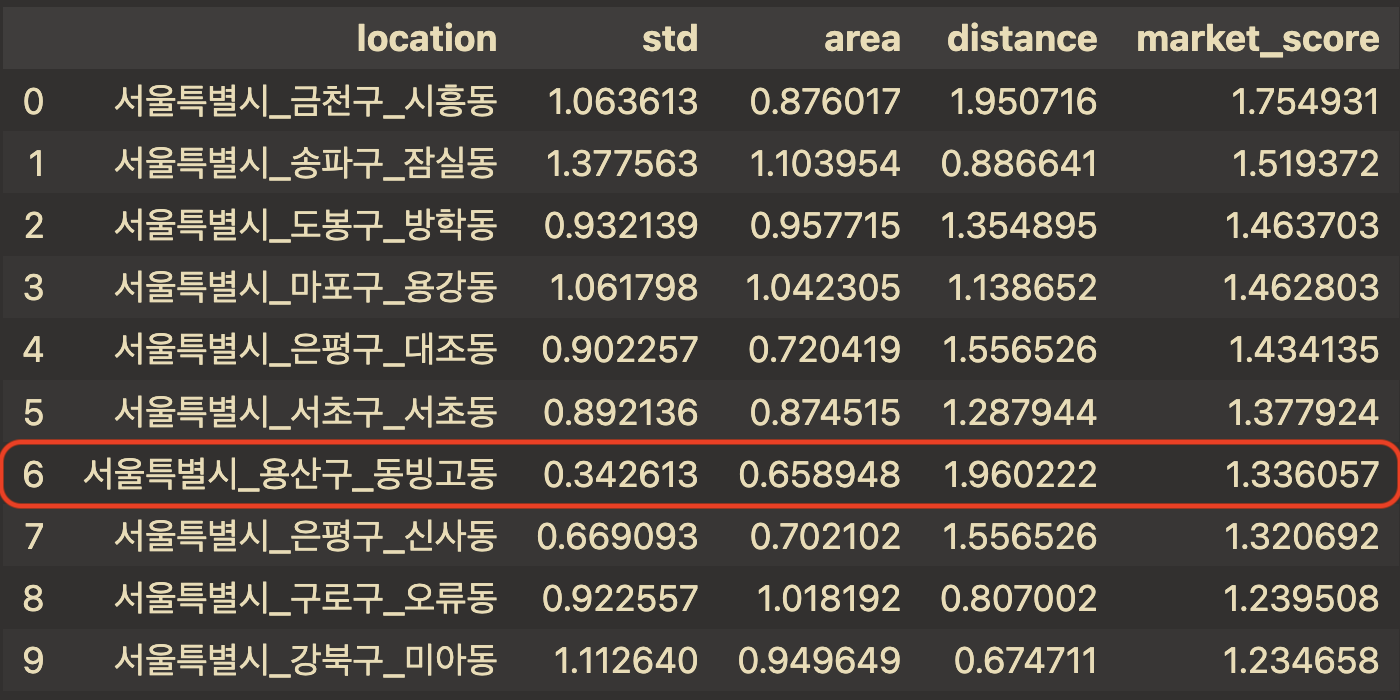 location std area distance market_score
0 서울특별시_금천구_시흥동 1.063613 0.876017 1.950716 1.754931
1 서울특별시_송파구_잠실동 1.377563 1.103954 0.886641 1.519372
2 서울특별시_도봉구_방학동 0.932139 0.957715 1.354895 1.463703
3 서울특별시_마포구_용강동 1.061798 1.042305 1.138652 1.462803
4 서울특별시_은평구_대조동 0.902257 0.720419 1.556526 1.434135
5 서울특별시_서초구_서초동 0.892136 0.874515 1.287944 1.377924
6 서울특별시_용산구_동빙고동 0.342613 0.658948 1.960222 1.336057
7 서울특별시_은평구_신사동 0.669093 0.702102 1.556526 1.320692
8 서울특별시_구로구_오류동 0.922557 1.018192 0.807002 1.239508
9 서울특별시_강북구_미아동 1.112640 0.949649 0.674711 1.234658